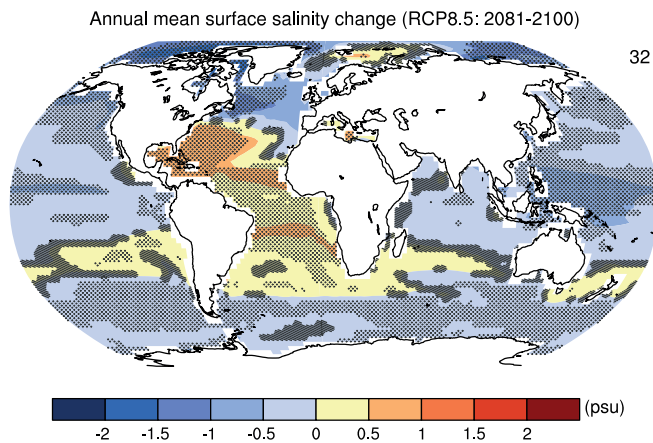 Annual mean surface salinity change (RCP8.5: 2081-2100)
32
(psu)
-2 -1.5 -1 -0.5 0 0.5 1 1.5 2